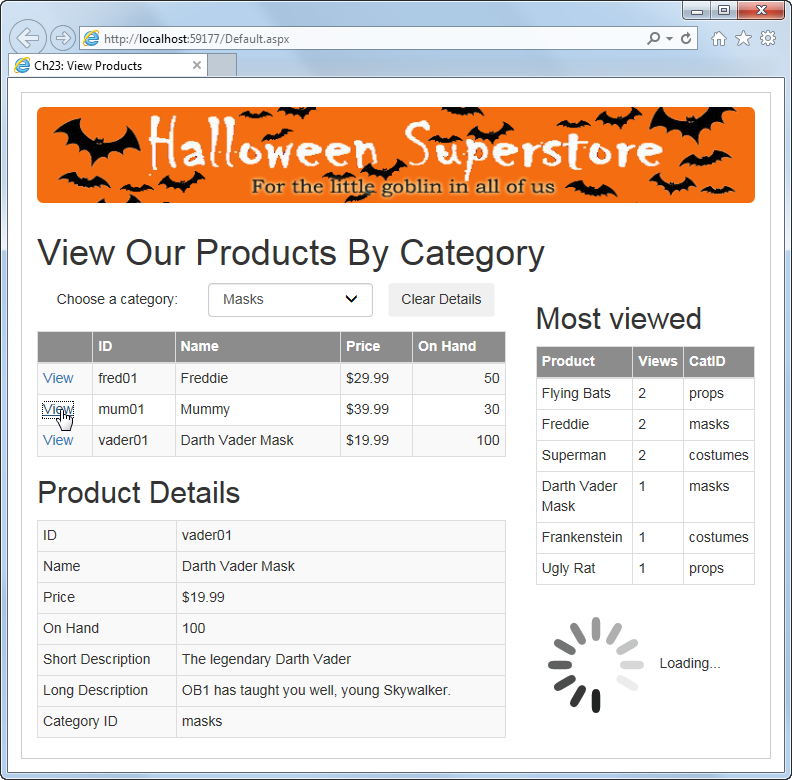 http://localhost:59177/Default.aspx
Ch23: View Products
Halloween Superstore
For the little goblin in all of us
View Our Products By Category
Choose a category: Masks Clear Details
ID Name Price On Hand
View fred01 Freddie $29.99 50
View mum01 Mummy $39.99 30
View vader01 Darth Vader Mask $19.99 100
Product Details
ID vader01
Name Darth Vader Mask
Price $19.99
On Hand 100
Short Description The legendary Darth Vader
Long Description OB1 has taught you well, young Skywalker.
Category ID masks
Most viewed
Product Views CatID
Flying Bats 2 props
Freddie 2 masks
Superman 2 costumes
Darth Vader 1 masks
Mask
Frankenstein 1 costumes
Ugly Rat 1 props
Loading...